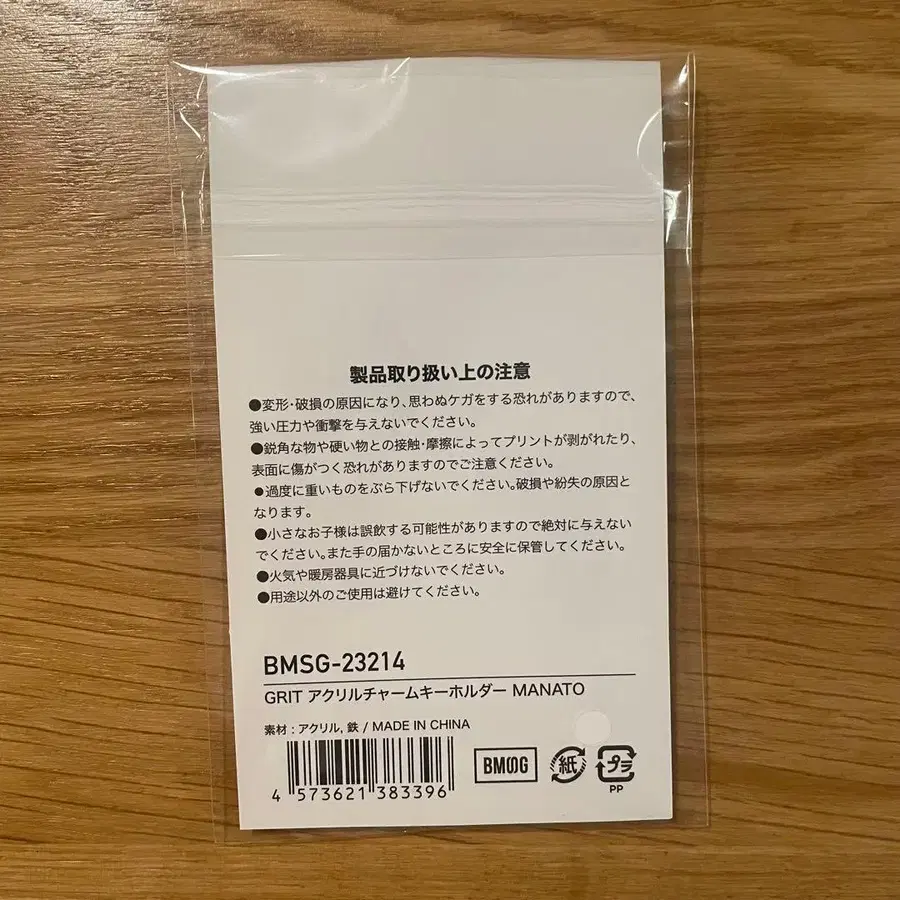 製品取り扱い上の注意
●変形・破損の原因になり、思わぬケガをする恐れがありますので、
強い圧力や衝撃を与えないでください。
●鋭角な物や硬い物との接触・摩擦によってプリントが剥がれたり、
表面に傷がつく恐れがありますのでご注意ください。
●過度に重いものをぶら下げないでください。破損や紛失の原因と
なります。
●小さなお子様は誤飲する可能性がありますので絶対に与えない
でください。また手の届かないところに安全に保管してください。
●火気や暖房器具に近づけないでください。
●用途以外のご使用は避けてください。
BMSG-23214
GRIT アクリルチャームキーホルダー MANATO
素材 : アクリル, 鉄 / MADE IN CHINA
4 573621 383396
BMSG
紙
プラ
PP